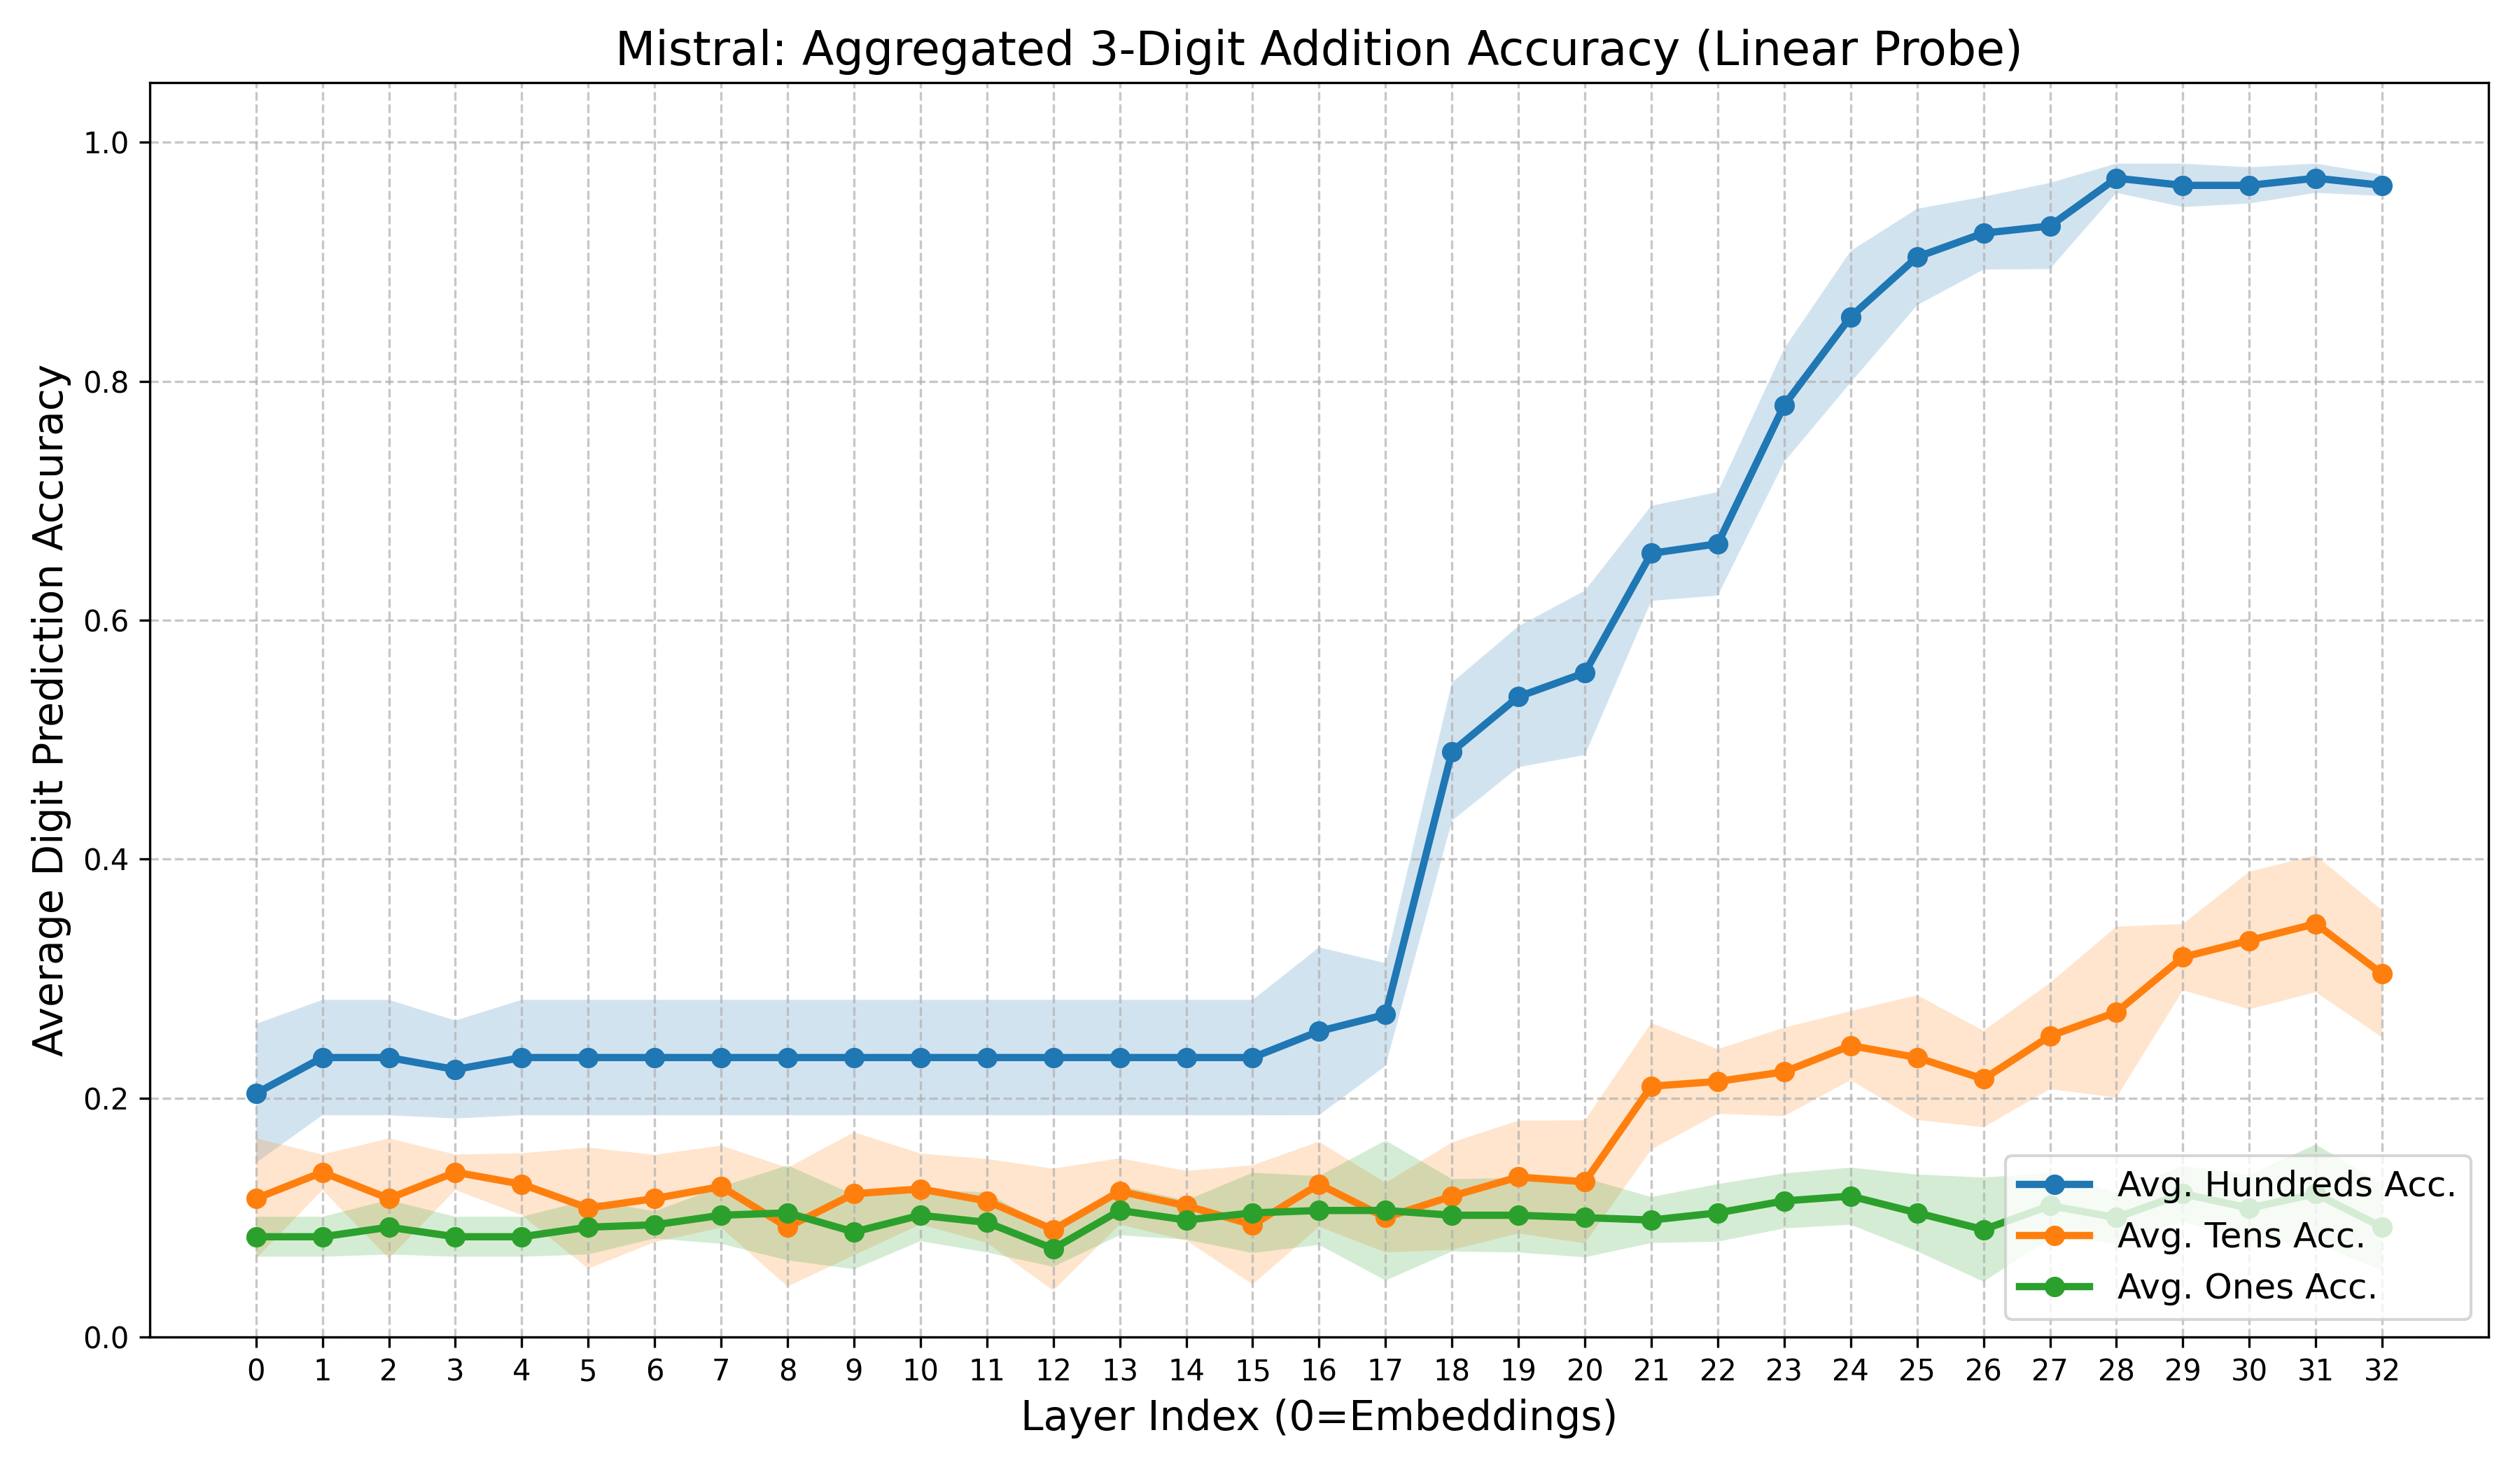 Mistral: Aggregated 3-Digit Addition Accuracy (Linear Probe)
Average Digit Prediction Accuracy
1.0
0.8
0.6
0.4
0.2
0.0
Avg. Hundreds Acc.
Avg. Tens Acc.
Avg. Ones Acc.
0 1 2 3 4 5 6 7 8 9 10 11 12 13 14 15 16 17 18 19 20 21 22 23 24 25 26 27 28 29 30 31 32
Layer Index (0=Embeddings)